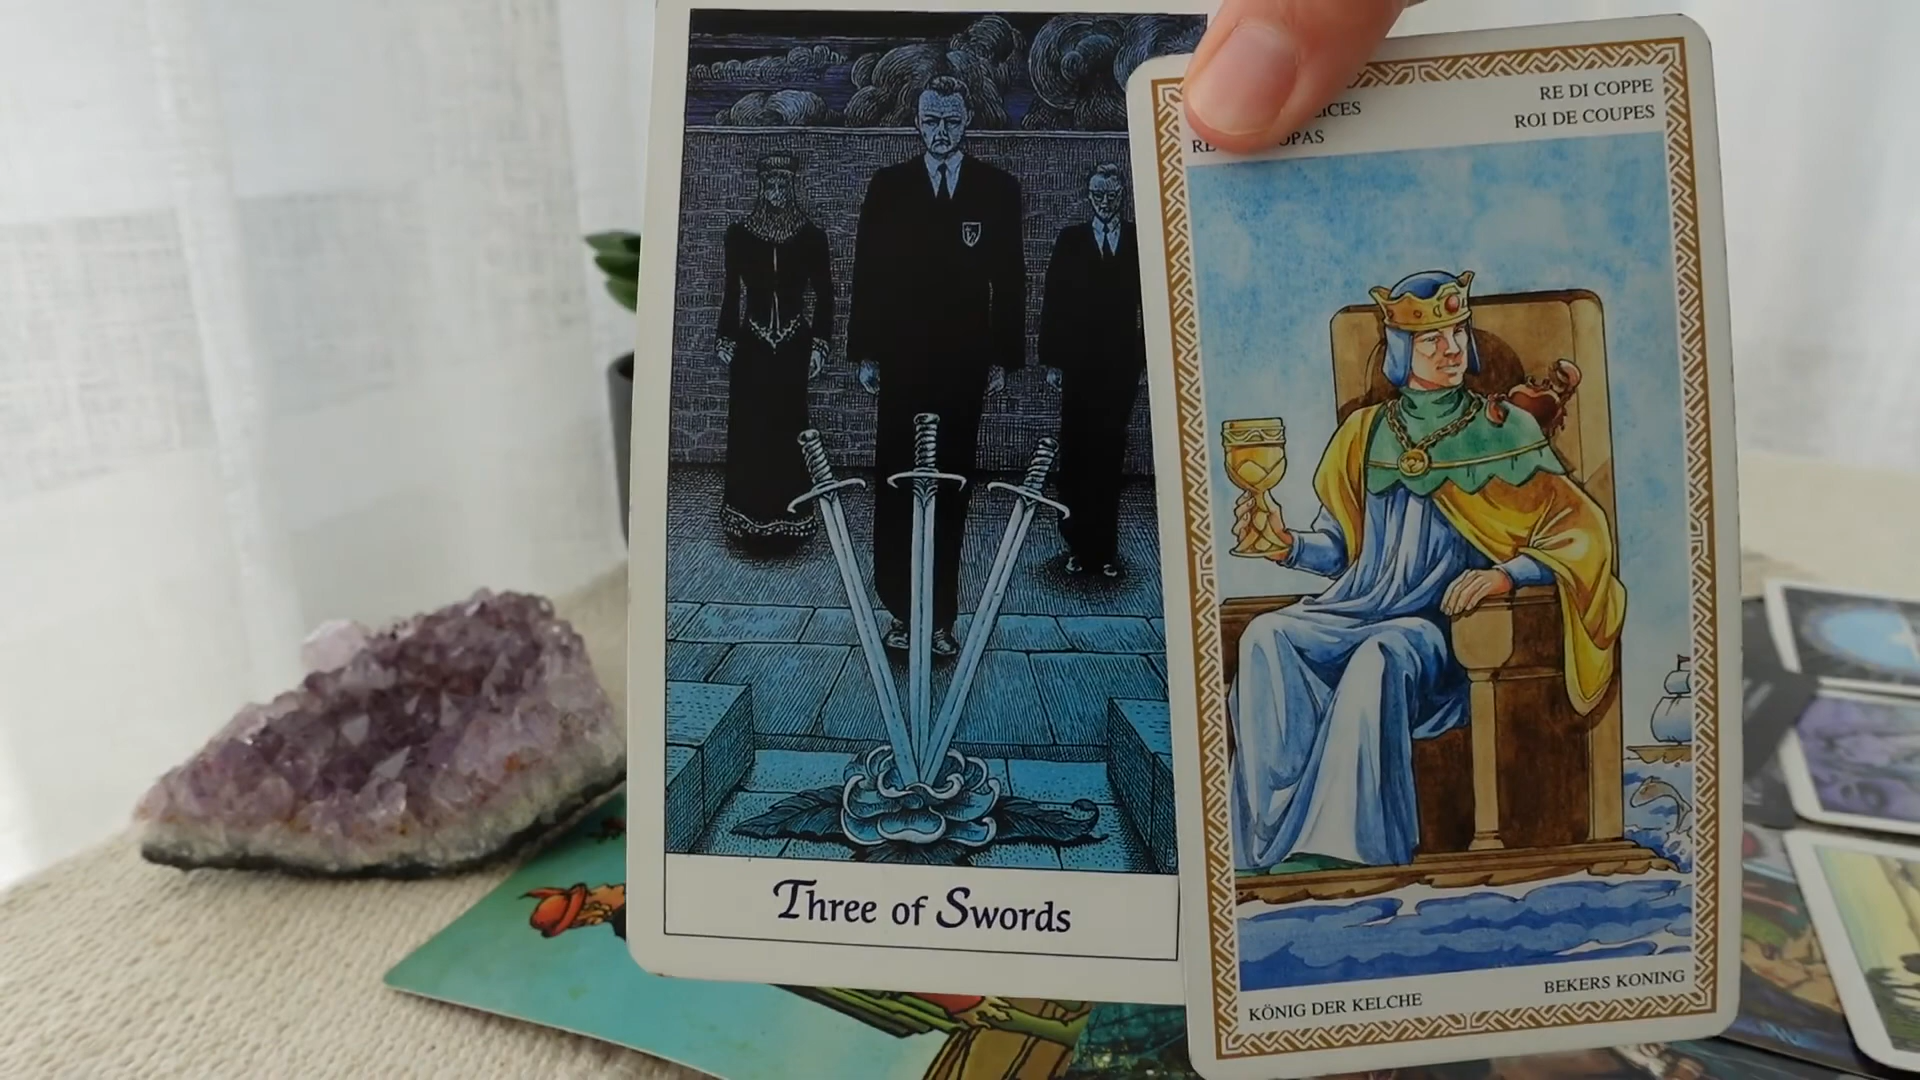 RE DI COPPE
ROI DE COUPES
Three of Swords
KÖNIG DER KELCHE
BEKERS KONING